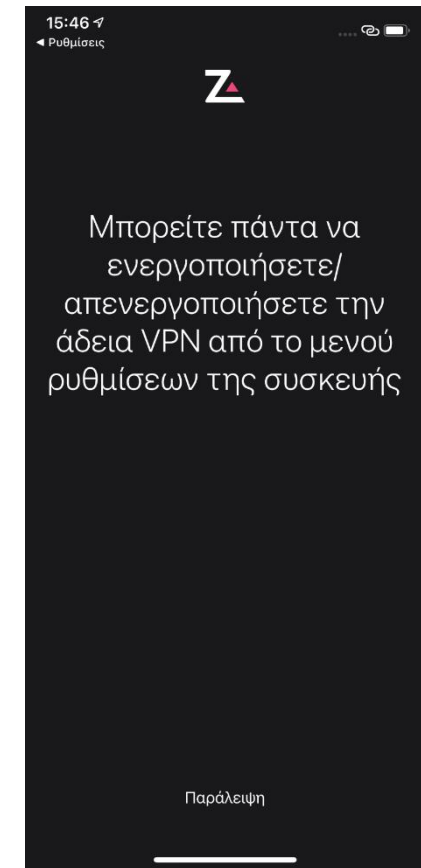 15:46
◀ Ρυθμίσεις
Z
Μπορείτε πάντα να
ενεργοποιήσετε/
απενεργοποιήσετε την
άδεια VPN από το μενού
ρυθμίσεων της συσκευής
Παράλειψη